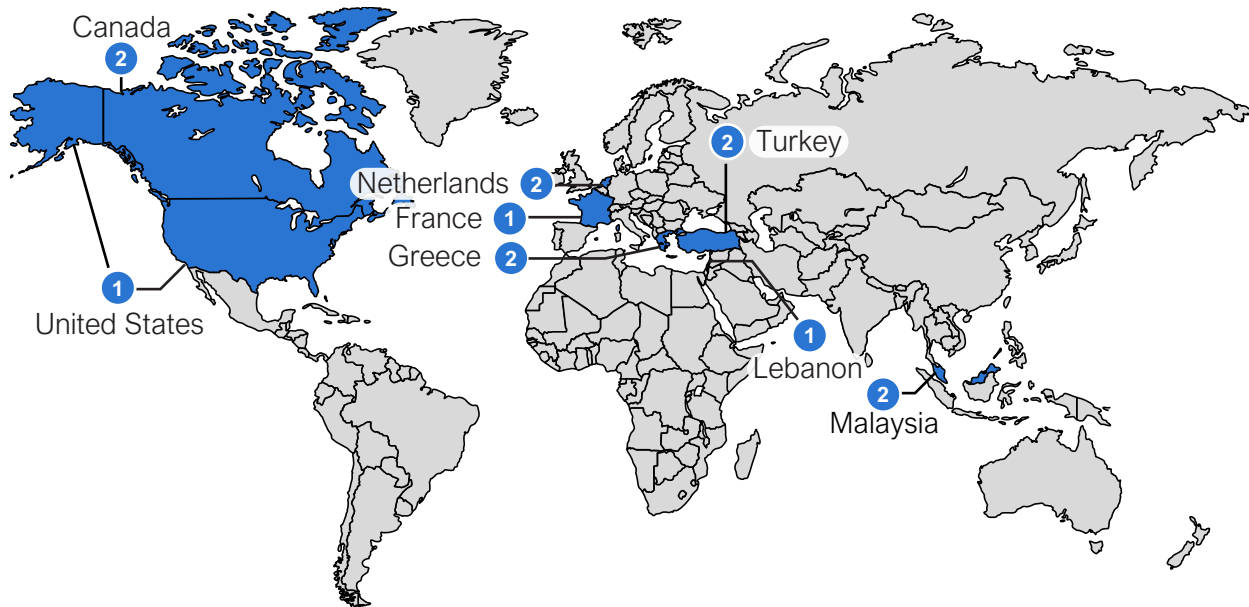 Canada
2
2 Turkey
Netherlands 2
France 1
Greece 2
1
United States
1
Lebanon
2
Malaysia